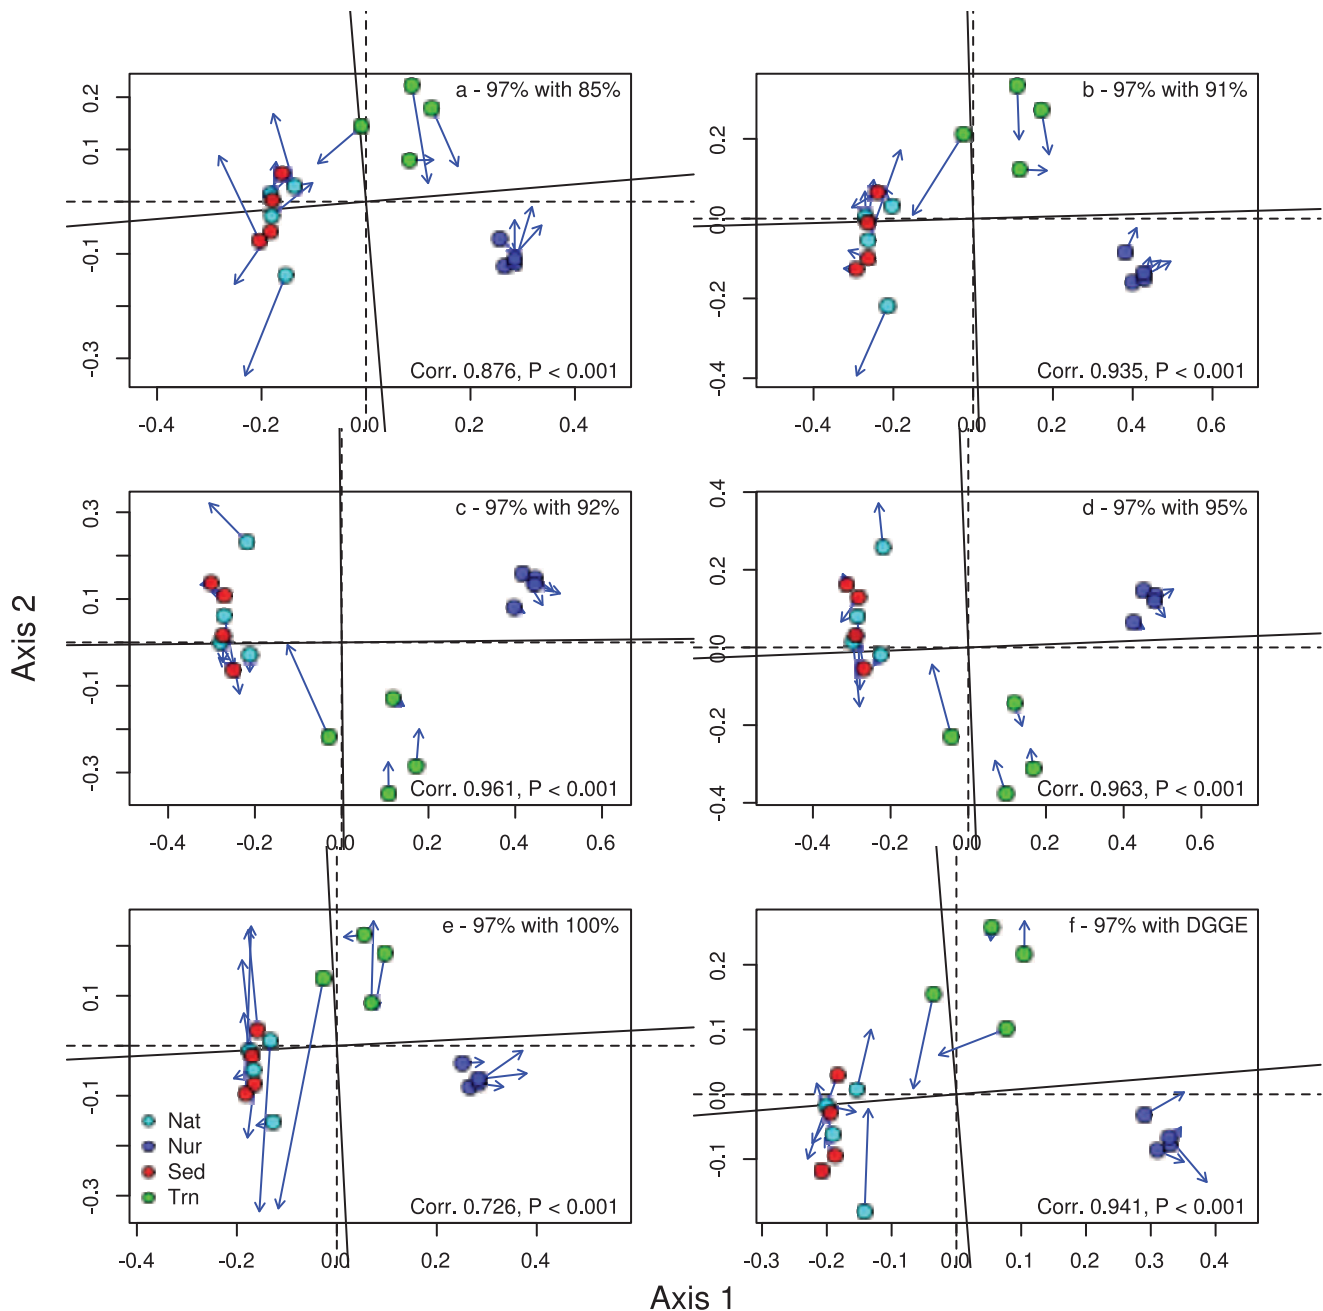 a - 97% with 85%
0.2
0.1
-0.1
-0.3
Corr. 0.876, P < 0.001
-0.4 -0.2 0.0 0.2 0.4
b - 97% with 91%
0.2
0.0
-0.2
-0.4
Corr. 0.935, P < 0.001
-0.4 -0.2 0.0 0.2 0.4 0.6
c - 97% with 92%
0.3
0.1
-0.1
-0.3
Corr. 0.961, P < 0.001
-0.4 -0.2 0.0 0.2 0.4 0.6
d - 97% with 95%
0.4
0.2
0.0
-0.2
-0.4
Corr. 0.963, P < 0.001
-0.4 -0.2 0.0 0.2 0.4 0.6
Axis 2
e - 97% with 100%
0.1
-0.1
-0.3
Nat
Nur
Sed
Trn
Corr. 0.726, P < 0.001
-0.4 -0.2 0.0 0.2 0.4
f - 97% with DGGE
0.2
0.1
0.0
-0.1
Corr. 0.941, P < 0.001
-0.3 -0.2 -0.1 0.0 0.1 0.2 0.3 0.4
Axis 1